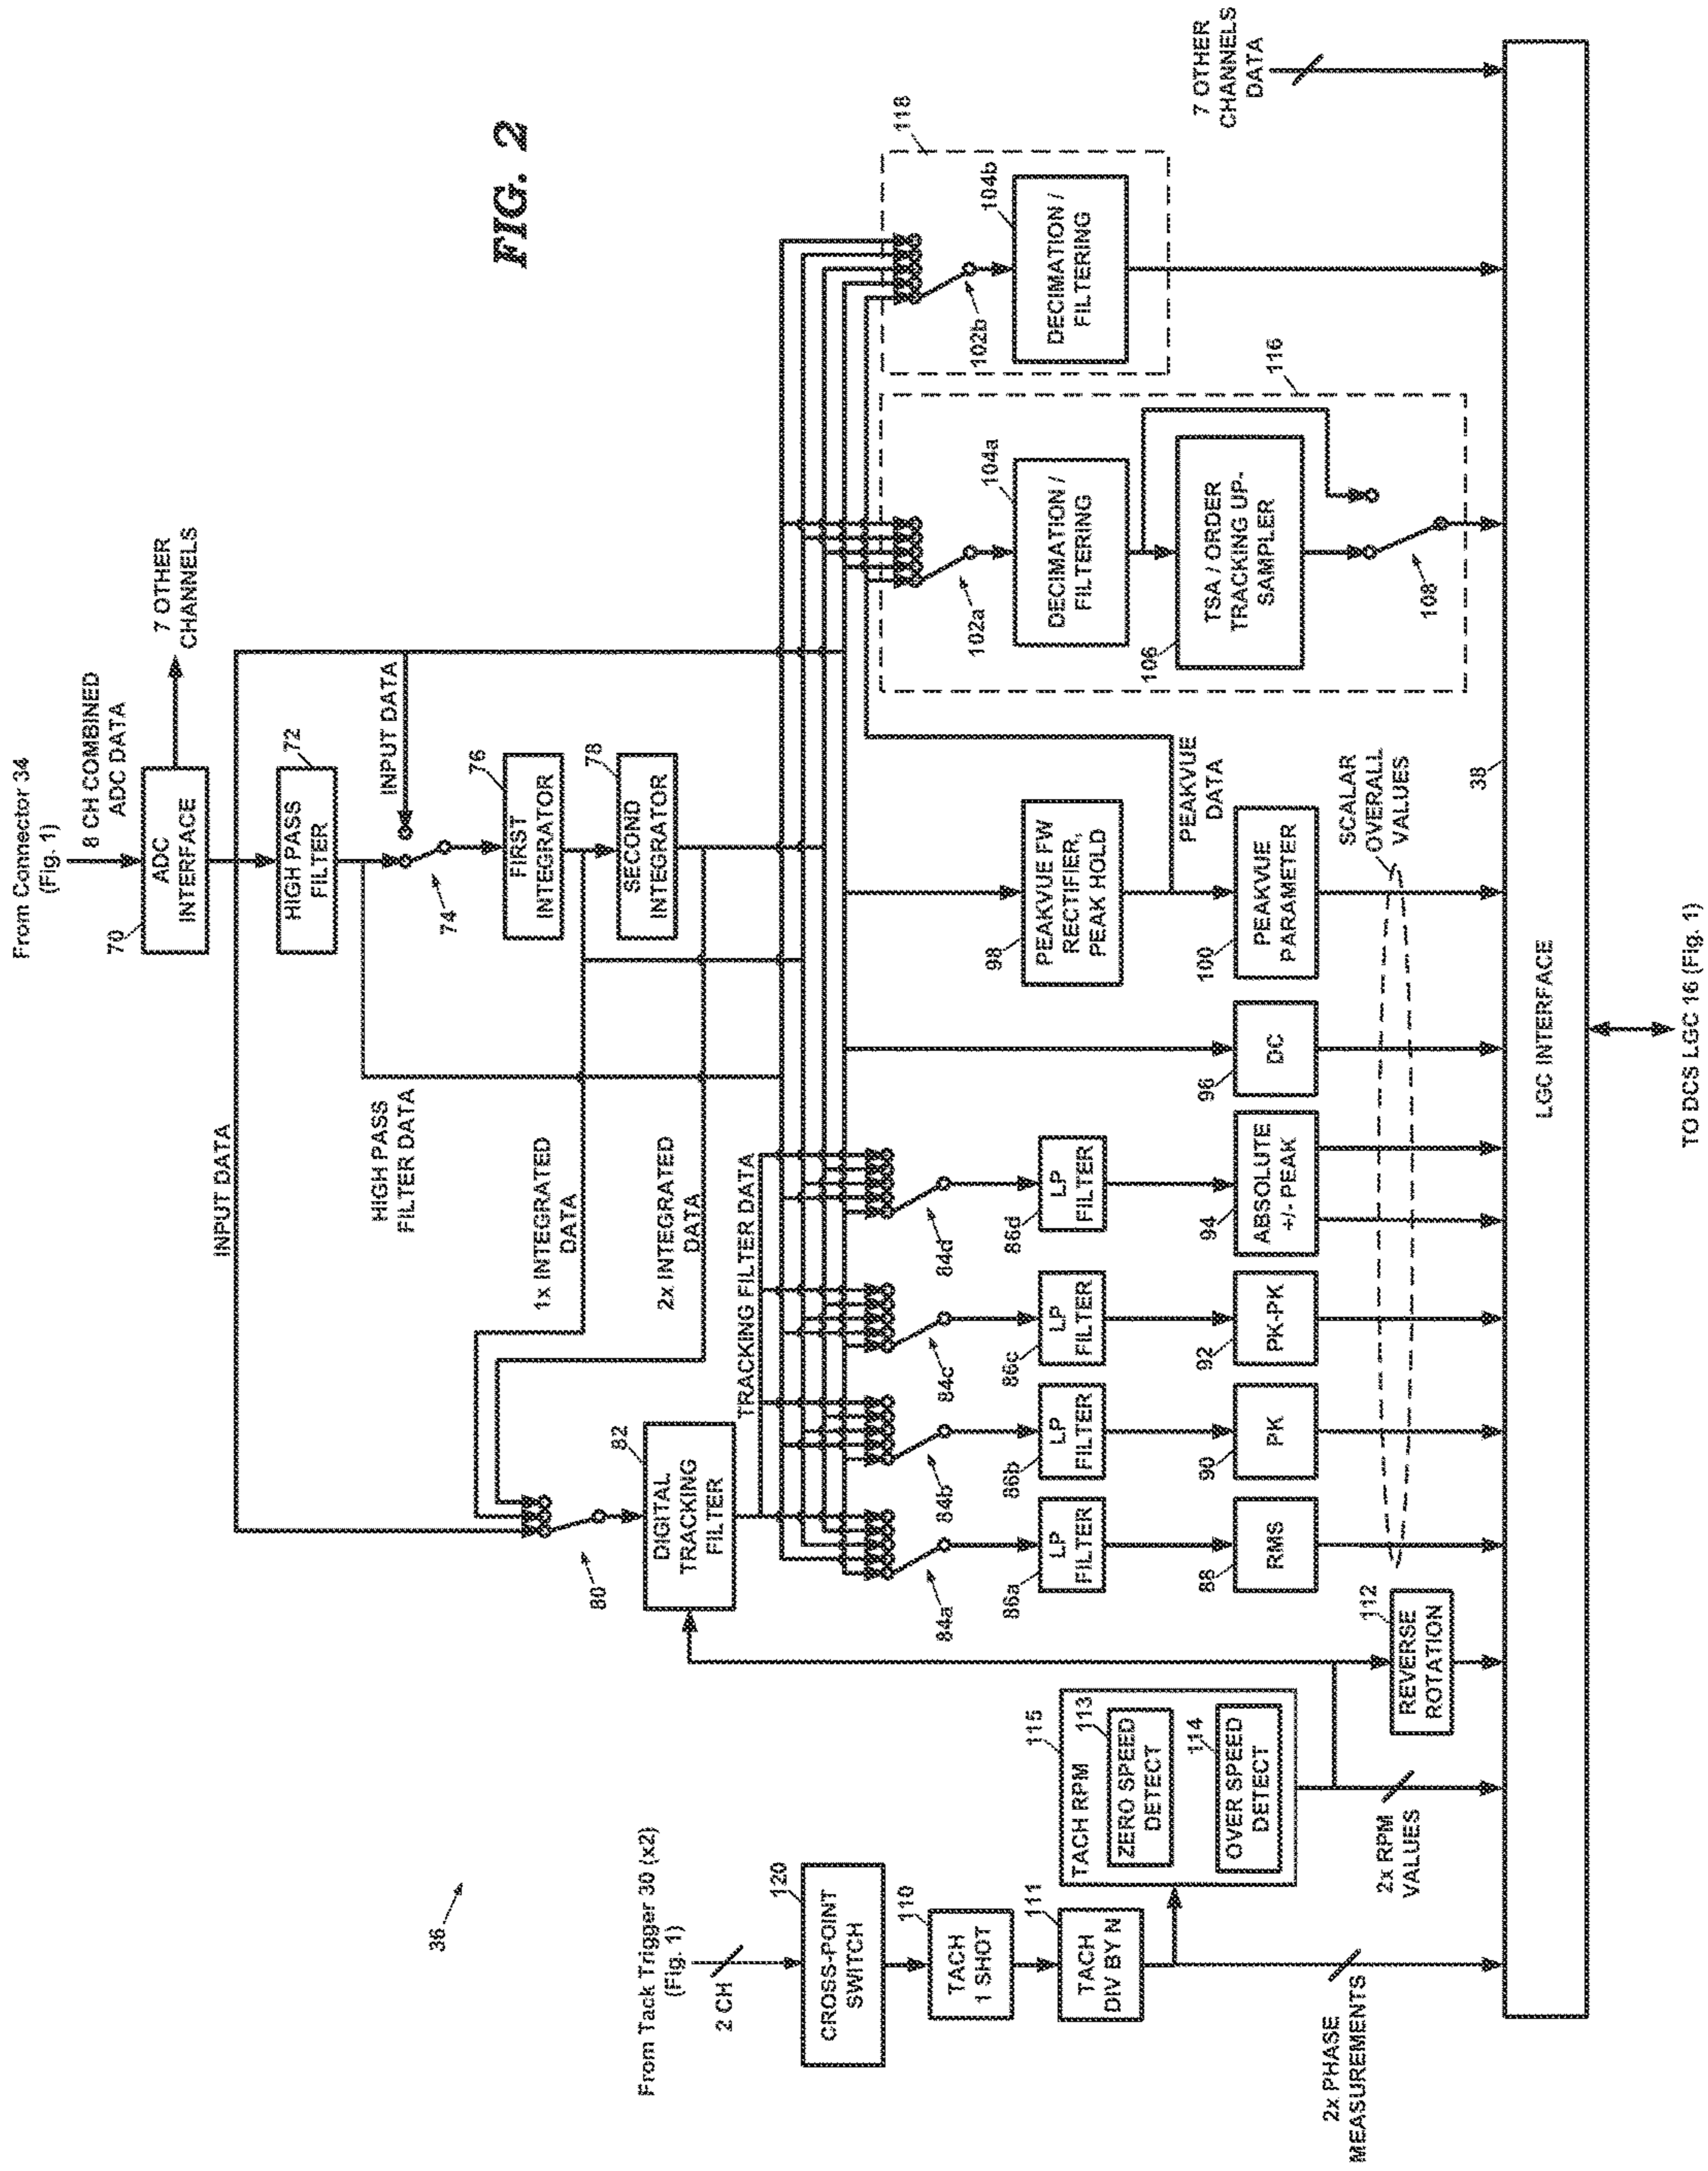 FIG. 2
From Connector 34
(Fig. 1)
8 CH COMBINED
ADC DATA
7 OTHER
CHANNELS
70
ADC
INTERFACE
72
HIGH PASS
FILTER
INPUT DATA
74
76
FIRST
INTEGRATOR
78
SECOND
INTEGRATOR
INPUT DATA
HIGH PASS
FILTER DATA
1x INTEGRATED
DATA
2x INTEGRATED
DATA
80
82
DIGITAL
TRACKING
FILTER
TRACKING FILTER DATA
84a
84b
84c
84d
86a
LP
FILTER
86b
LP
FILTER
86c
LP
FILTER
86d
LP
FILTER
88
RMS
90
PK
92
PK-PK
94
ABSOLUTE
+/- PEAK
96
DC
98
PEAKVUE FW
RECTIFIER,
PEAK HOLD
PEAKVUE
DATA
100
PEAKVUE
PARAMETER
SCALAR
OVERALL
VALUES
102a
104a
DECIMATION /
FILTERING
106
TSA / ORDER
TRACKING UP-
SAMPLER
108
116
118
102b
104b
DECIMATION /
FILTERING
7 OTHER
CHANNELS
DATA
36
From Tack Trigger 30 (x2)
(Fig. 1)
2 CH
120
CROSS-POINT
SWITCH
110
TACH
1 SHOT
111
TACH
DIV BY N
115
TACH RPM
113
ZERO SPEED
DETECT
114
OVER SPEED
DETECT
112
REVERSE
ROTATION
2x RPM
VALUES
2x PHASE
MEASUREMENTS
38
LGC INTERFACE
TO DCS LGC 16 (Fig. 1)